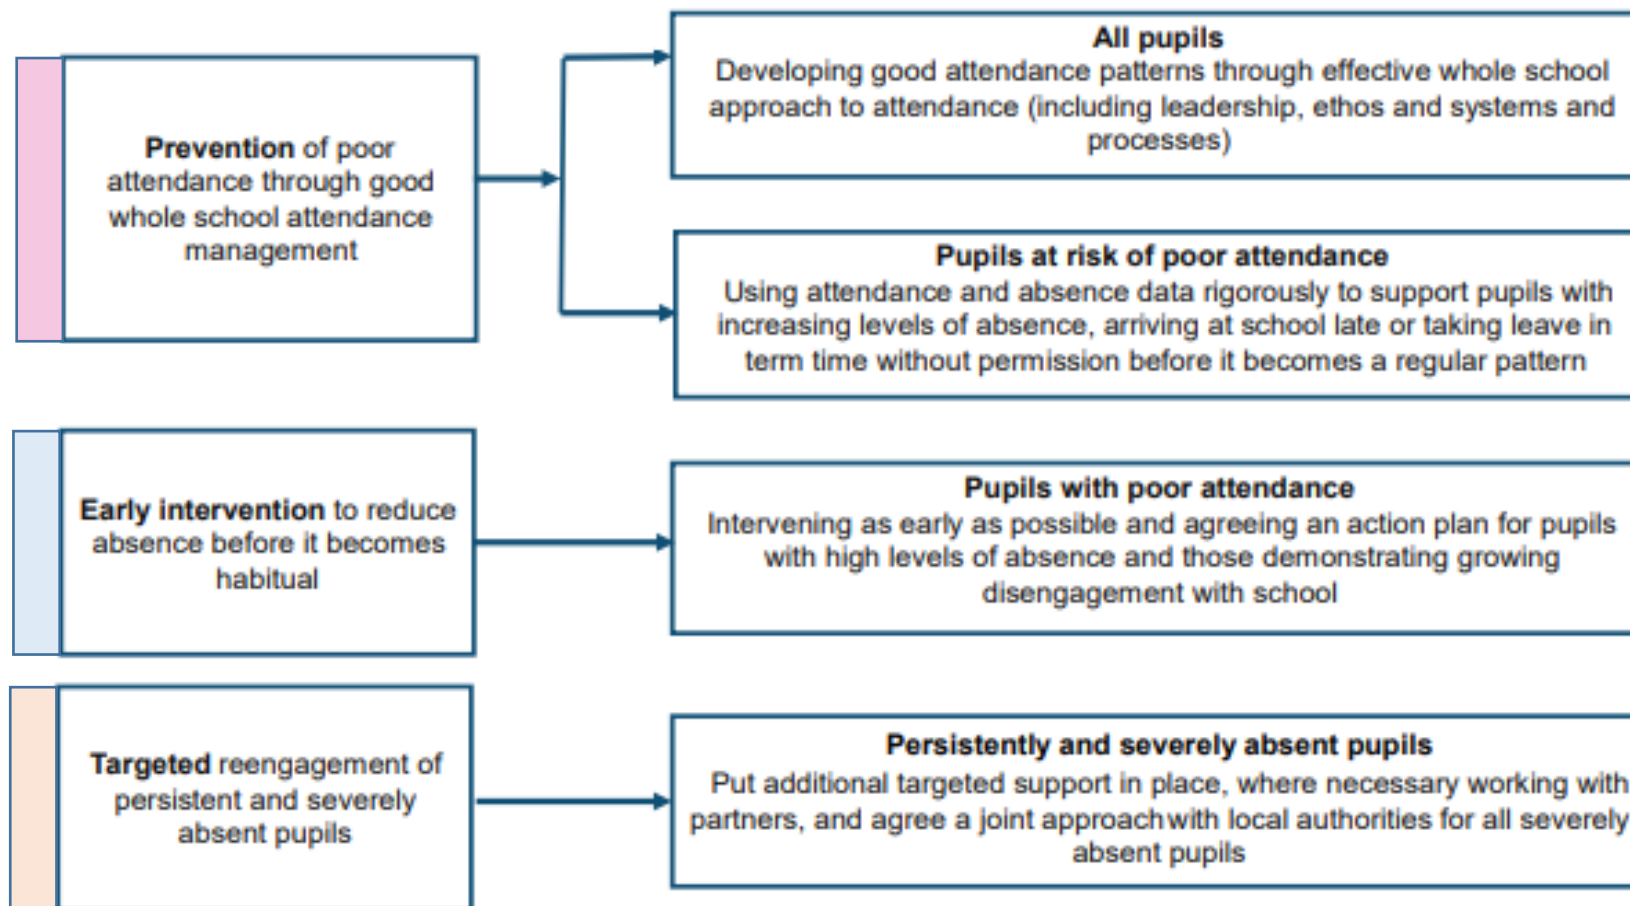 Prevention of poor
attendance through good
whole school attendance
management
All pupils
Developing good attendance patterns through effective whole school
approach to attendance (including leadership, ethos and systems and
processes)
Pupils at risk of poor attendance
Using attendance and absence data rigorously to support pupils with
increasing levels of absence, arriving at school late or taking leave in
term time without permission before it becomes a regular pattern
Early intervention to reduce
absence before it becomes
habitual
Pupils with poor attendance
Intervening as early as possible and agreeing an action plan for pupils
with high levels of absence and those demonstrating growing
disengagement with school
Targeted reengagement of
persistent and severely
absent pupils
Persistently and severely absent pupils
Put additional targeted support in place, where necessary working with
partners, and agree a joint approach with local authorities for all severely
absent pupils